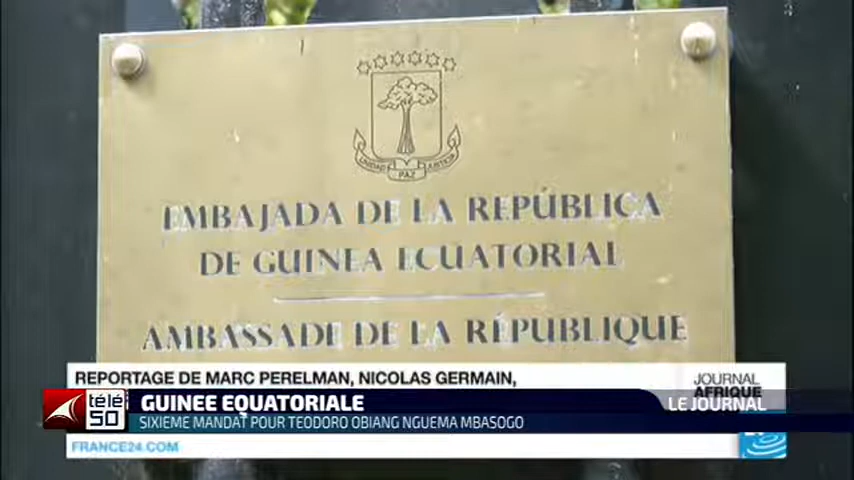 UNIDAD PAZ JUSTICIA
EMBAJADA DE LA REPÚBLICA
DE GUINEA ECUATORIAL
AMBASSADE DE LA RÉPUBLIQUE
REPORTAGE DE MARC PERELMAN, NICOLAS GERMAIN,
JOURNAL
AFRIQUE
télé
50
GUINEE EQUATORIALE
LE JOURNAL
SIXIEME MANDAT POUR TEODORO OBIANG NGUEMA MBASOGO
FRANCE24.COM